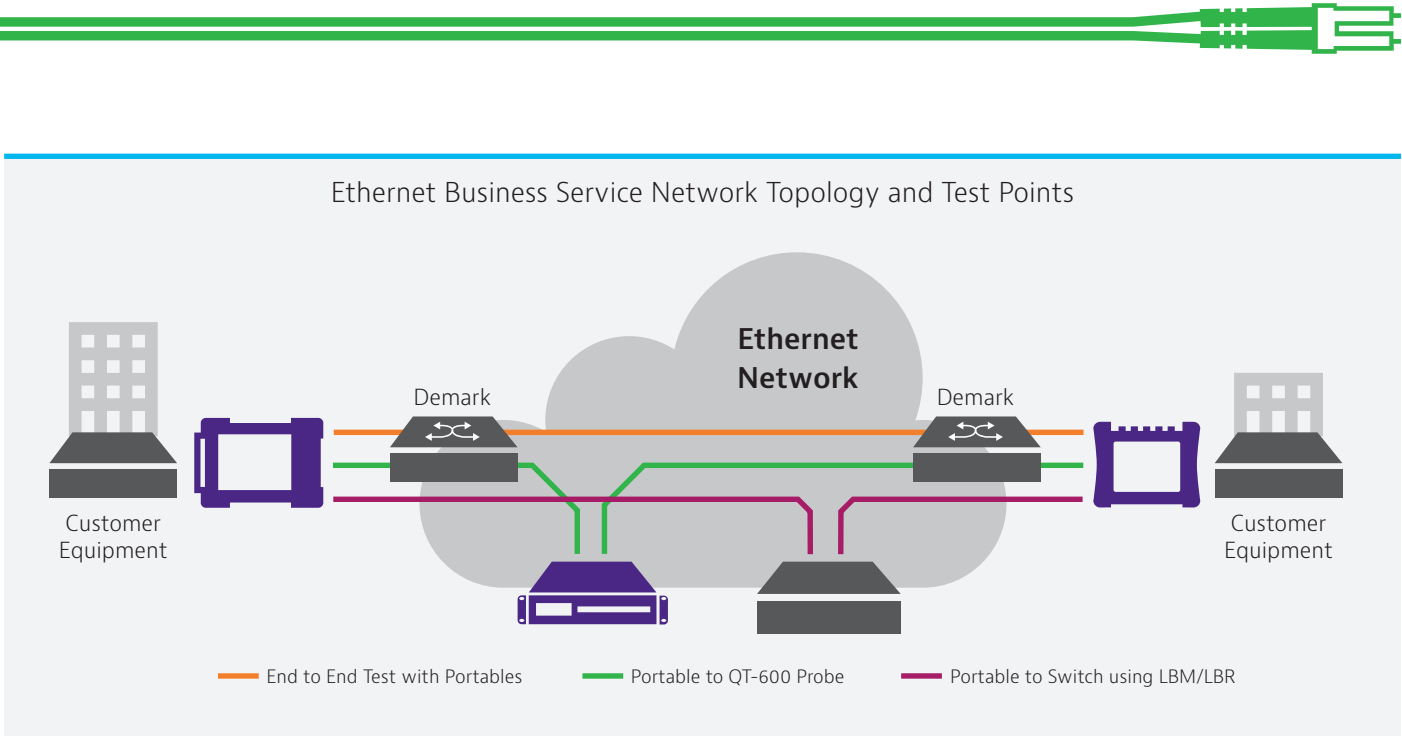 Ethernet Business Service Network Topology and Test Points
Ethernet
Network
Demark
Demark
Customer
Equipment
Customer
Equipment
End to End Test with Portables
Portable to QT-600 Probe
Portable to Switch using LBM/LBR